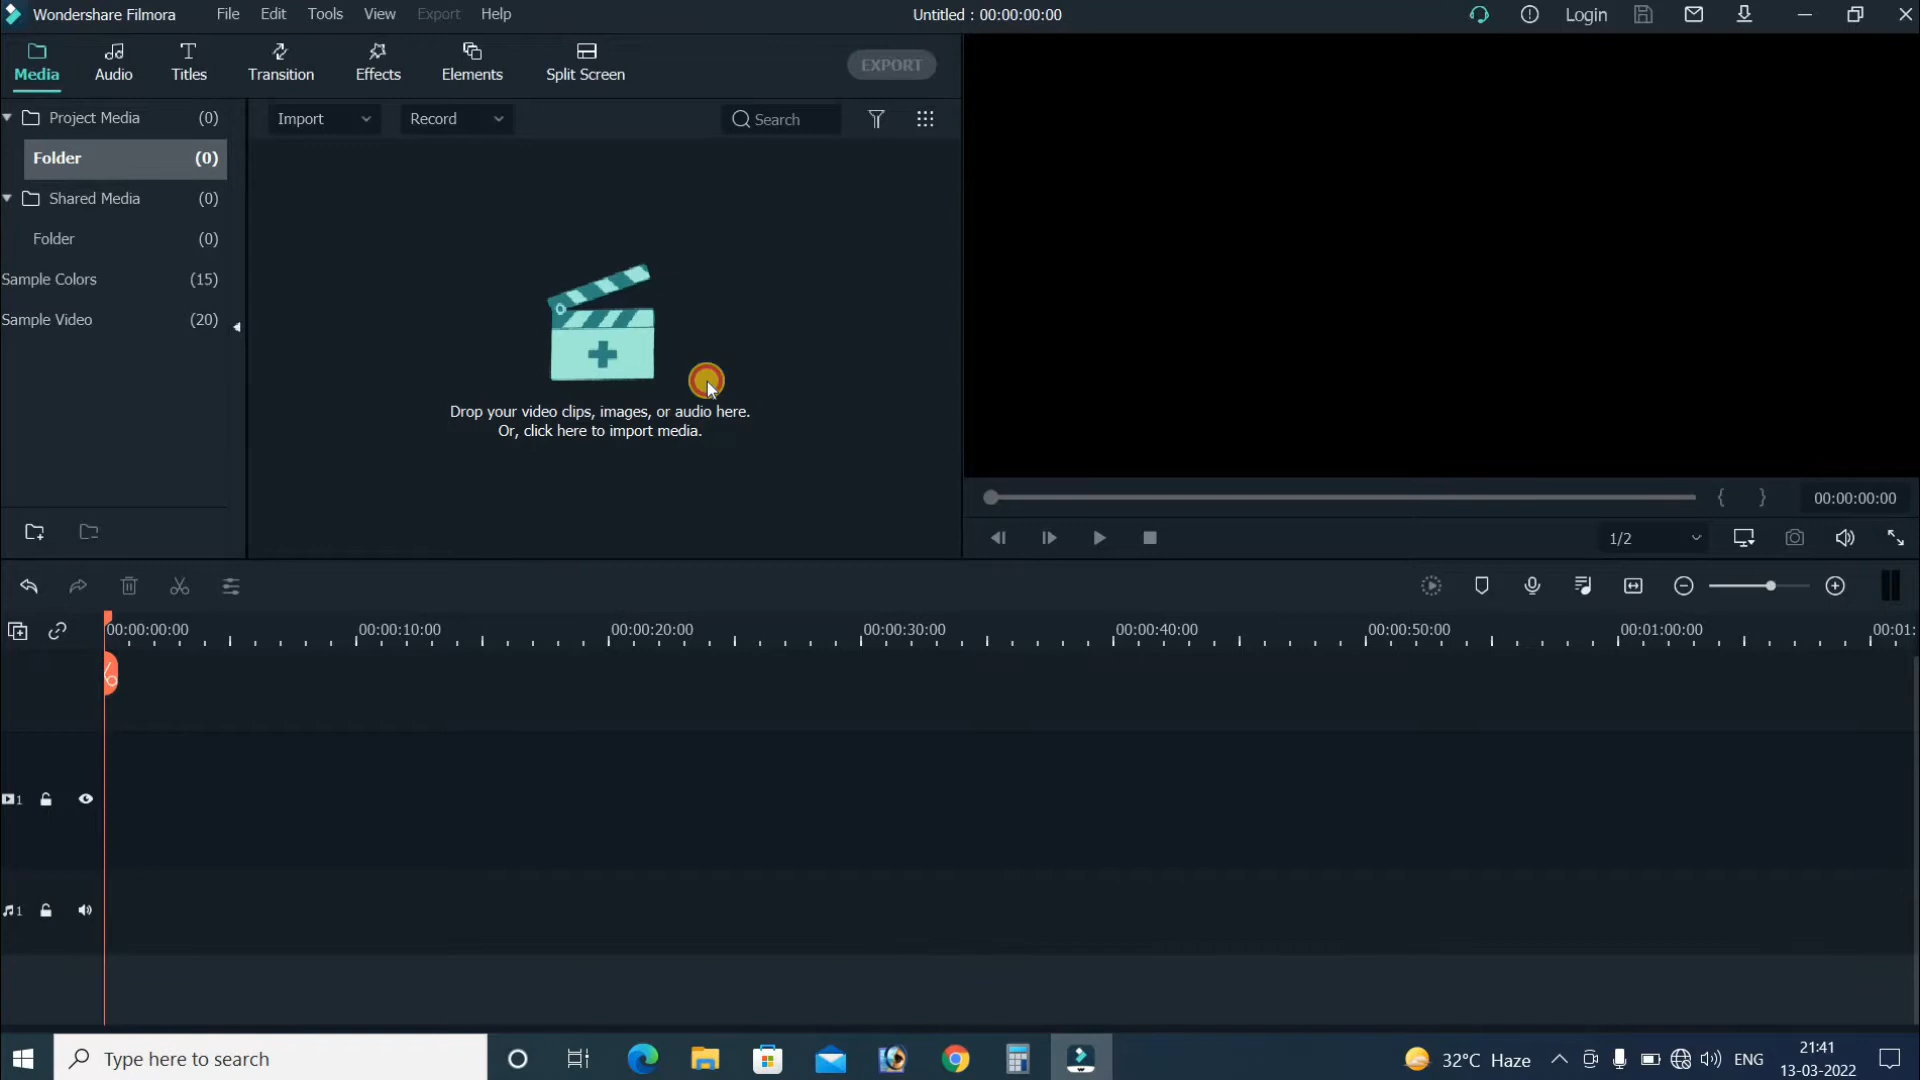 Wondershare Filmora File Edit Tools View Export Help Untitled : 00:00:00:00 Login
Media Audio Titles Transition Effects Elements Split Screen EXPORT
Project Media (0) Import Record Search
Folder (0)
Shared Media (0)
Folder (0)
Sample Colors (15)
Sample Video (20)
Drop your video clips, images, or audio here.
Or, click here to import media.
{ } 00:00:00:00
1/2
00:00:00:00 00:00:10:00 00:00:20:00 00:00:30:00 00:00:40:00 00:00:50:00 00:01:00:00 00:01:
1
1
Type here to search 32°C Haze ENG 21:41
13-03-2022